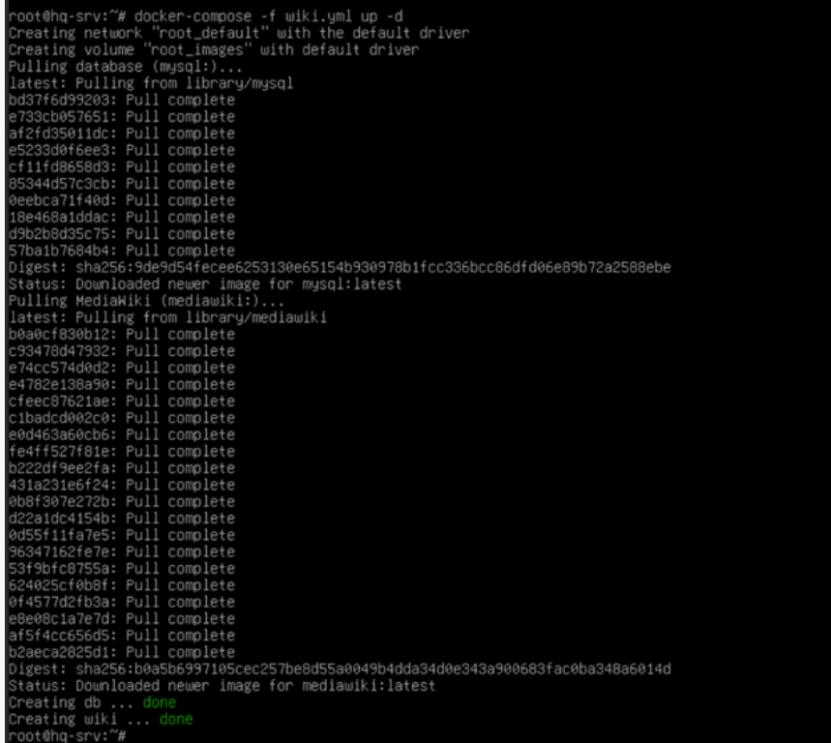 root@hq-srv:~# docker-compose -f wiki.yml up -d
Creating network "root_default" with the default driver
Creating volume "root_images" with default driver
Pulling database (mysql:)...
latest: Pulling from library/mysql
bd37f6d99203: Pull complete
e733cb057651: Pull complete
af2fd35011dc: Pull complete
e5233d0f6ee3: Pull complete
cf11fd8658d3: Pull complete
85344d57c3cb: Pull complete
0eebca71f40d: Pull complete
18e468a1ddac: Pull complete
d9b2b8d35c75: Pull complete
57ba1b7684b4: Pull complete
Digest: sha256:9de9d54fecee6253130e65154b930978b1fcc336bcc86dfd06e89b72a2588ebe
Status: Downloaded newer image for mysql:latest
Pulling MediaWiki (mediawiki:)...
latest: Pulling from library/mediawiki
b0a0cf830b12: Pull complete
c93478d47932: Pull complete
e74cc574d0d2: Pull complete
e4782e138a90: Pull complete
cfeec87621ae: Pull complete
c1badcd002c0: Pull complete
e0d463a60cb6: Pull complete
fe4ff527f81e: Pull complete
b222df9ee2fa: Pull complete
431a231e6f24: Pull complete
0b8f307e272b: Pull complete
d22a1dc4154b: Pull complete
0d55f11fa7e5: Pull complete
96347162fe7e: Pull complete
53f9bfc8755a: Pull complete
624025cf0b8f: Pull complete
0f4577d2fb3a: Pull complete
e8e08c1a7e7d: Pull complete
af5f4cc656d5: Pull complete
b2aeca2825d1: Pull complete
Digest: sha256:b0a5b6997105cec257be8d55a0049b4dda34d0e343a900683fac0ba348a6014d
Status: Downloaded newer image for mediawiki:latest
Creating db ... done
Creating wiki ... done
root@hq-srv:~#